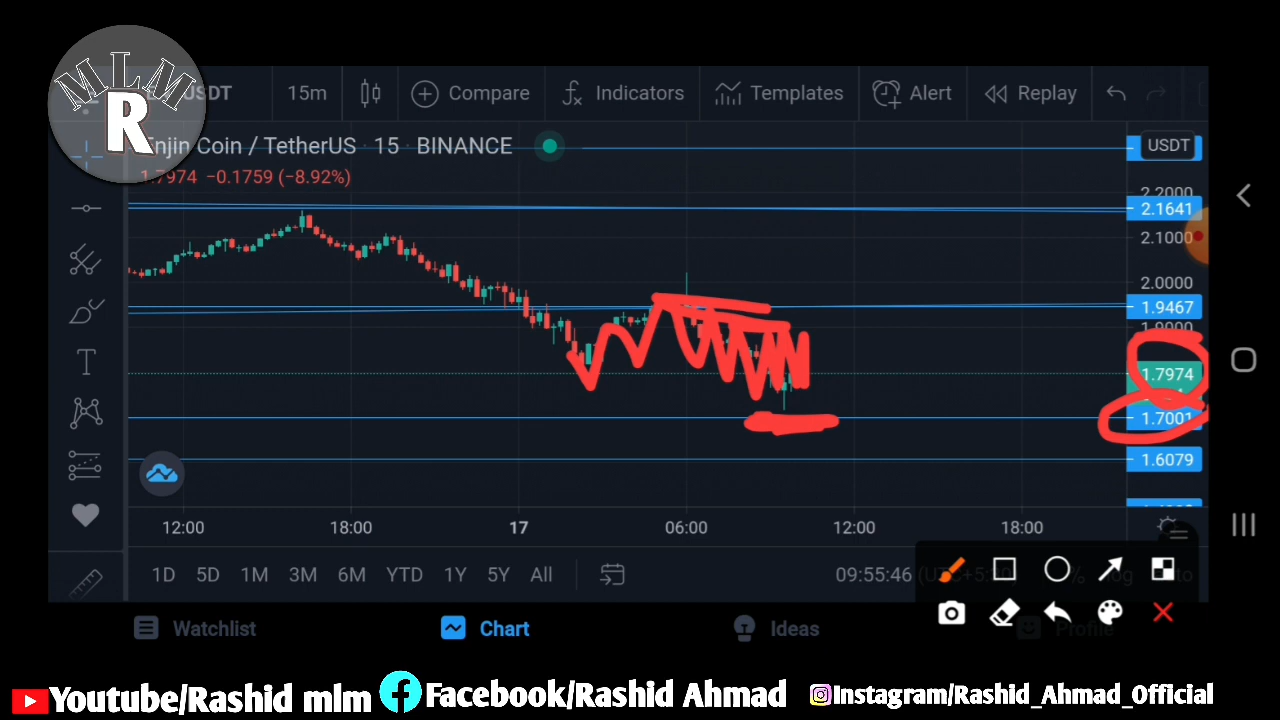 MLM
R
USDT
15m
Compare
Indicators
Templates
Alert
Replay
Enjin Coin / TetherUS · 15 · BINANCE
1.7974 −0.1759 (−8.92%)
USDT
2.2000
2.1641
2.1000
2.0000
1.9467
1.9000
1.7974
1.7001
1.6079
12:00
18:00
17
06:00
12:00
18:00
1D
5D
1M
3M
6M
YTD
1Y
5Y
All
09:55:46
Watchlist
Chart
Ideas
Profile
Youtube/Rashid mlm
Facebook/Rashid Ahmad
Instagram/Rashid_Ahmad_Official